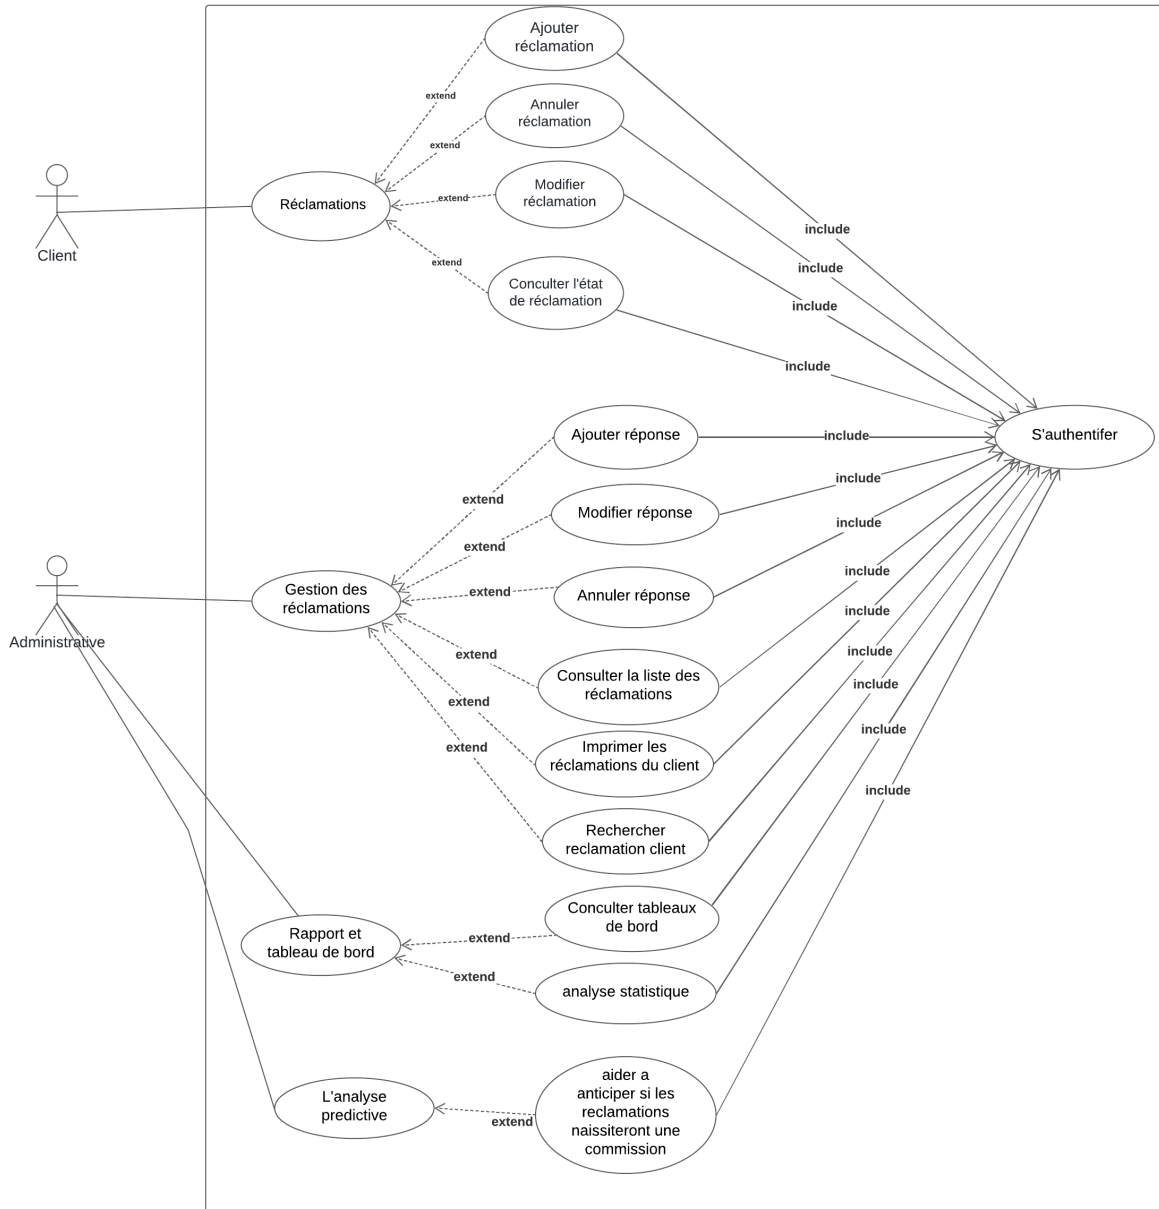 Ajouter
réclamation
extend
Annuler
réclamation
extend
Modifier
réclamation
extend
Réclamations
include
Client
extend
Conculter l'état
de réclamation
include
include
include
Ajouter réponse
include
S'authentifer
extend
Modifier réponse
include
extend
Annuler réponse
include
extend
Gestion des
réclamations
Administrative
include
extend
Consulter la liste des
réclamations
include
extend
Imprimer les
réclamations du client
include
extend
Rechercher
reclamation client
include
include
include
Conculter tableaux
de bord
extend
Rapport et
tableau de bord
extend
analyse statistique
L'analyse
predictive
extend
aider a
anticiper si les
reclamations
naissiteront une
commission